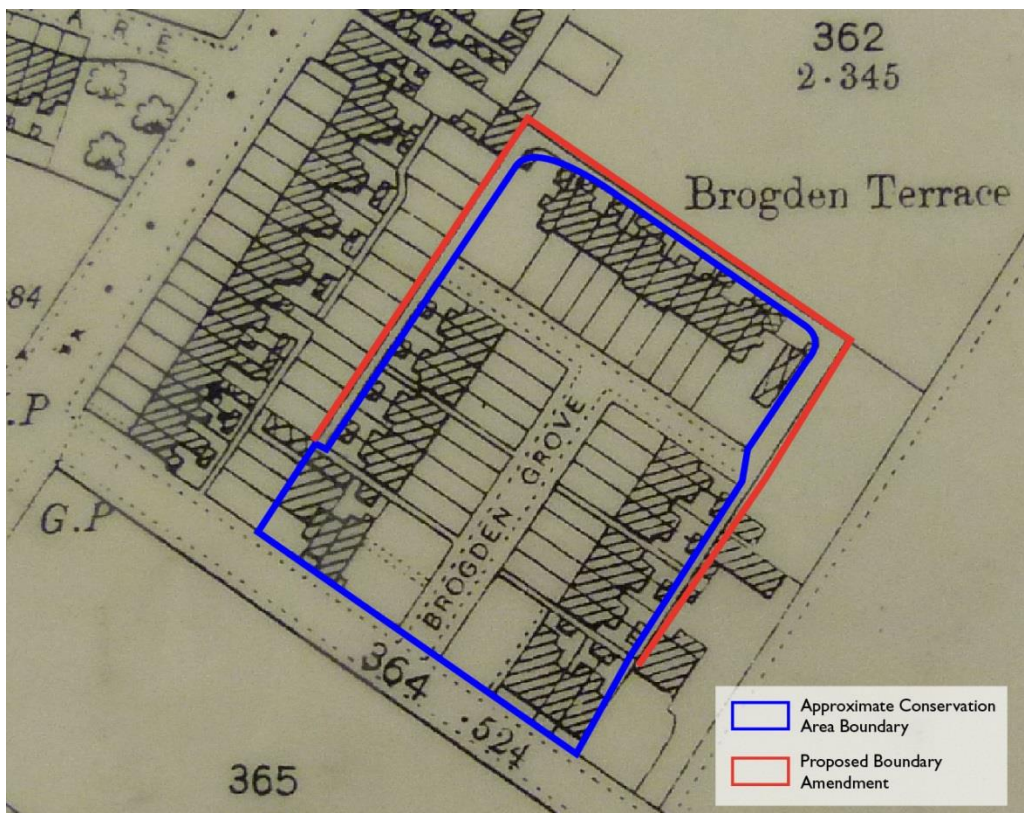 A R E
362
2·345
Brogden Terrace
84
.P
G.P
BROGDEN GROVE
364
·524
365
Approximate Conservation
Area Boundary
Proposed Boundary
Amendment